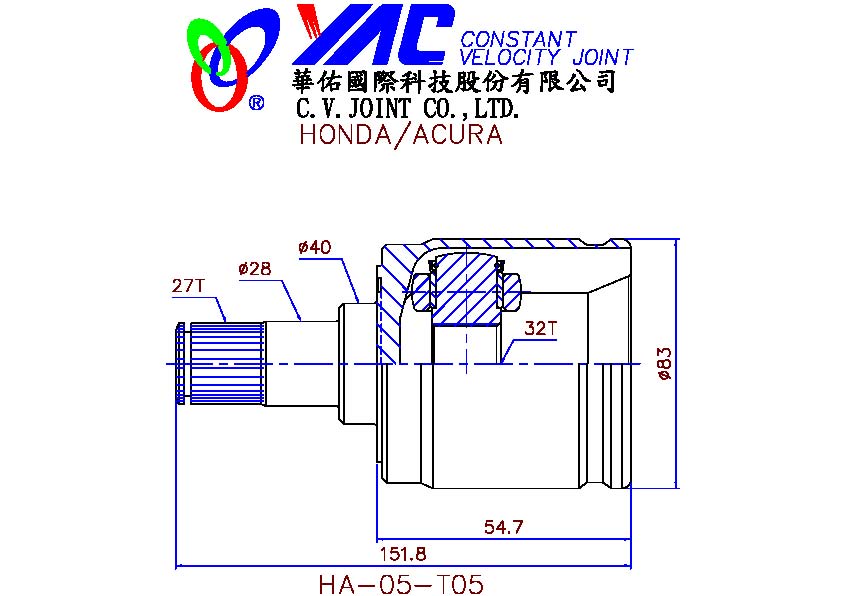 YAC CONSTANT
VELOCITY JOINT
華佑國際科技股份有限公司
®
C.V.JOINT CO.,LTD.
HONDA/ACURA
ø40
ø28
27T
32T
ø83
54.7
151.8
HA-05-T05